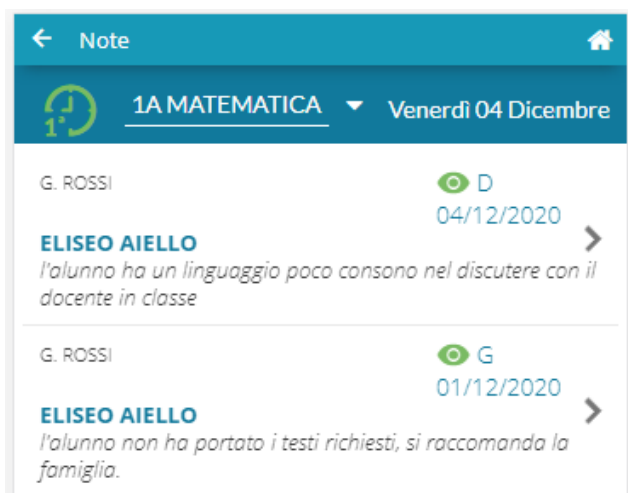 Note
1ª
1A MATEMATICA
Venerdì 04 Dicembre
G. ROSSI
D
04/12/2020
ELISEO AIELLO
l'alunno ha un linguaggio poco consono nel discutere con il
docente in classe
G. ROSSI
G
01/12/2020
ELISEO AIELLO
l'alunno non ha portato i testi richiesti, si raccomanda la
famiglia.